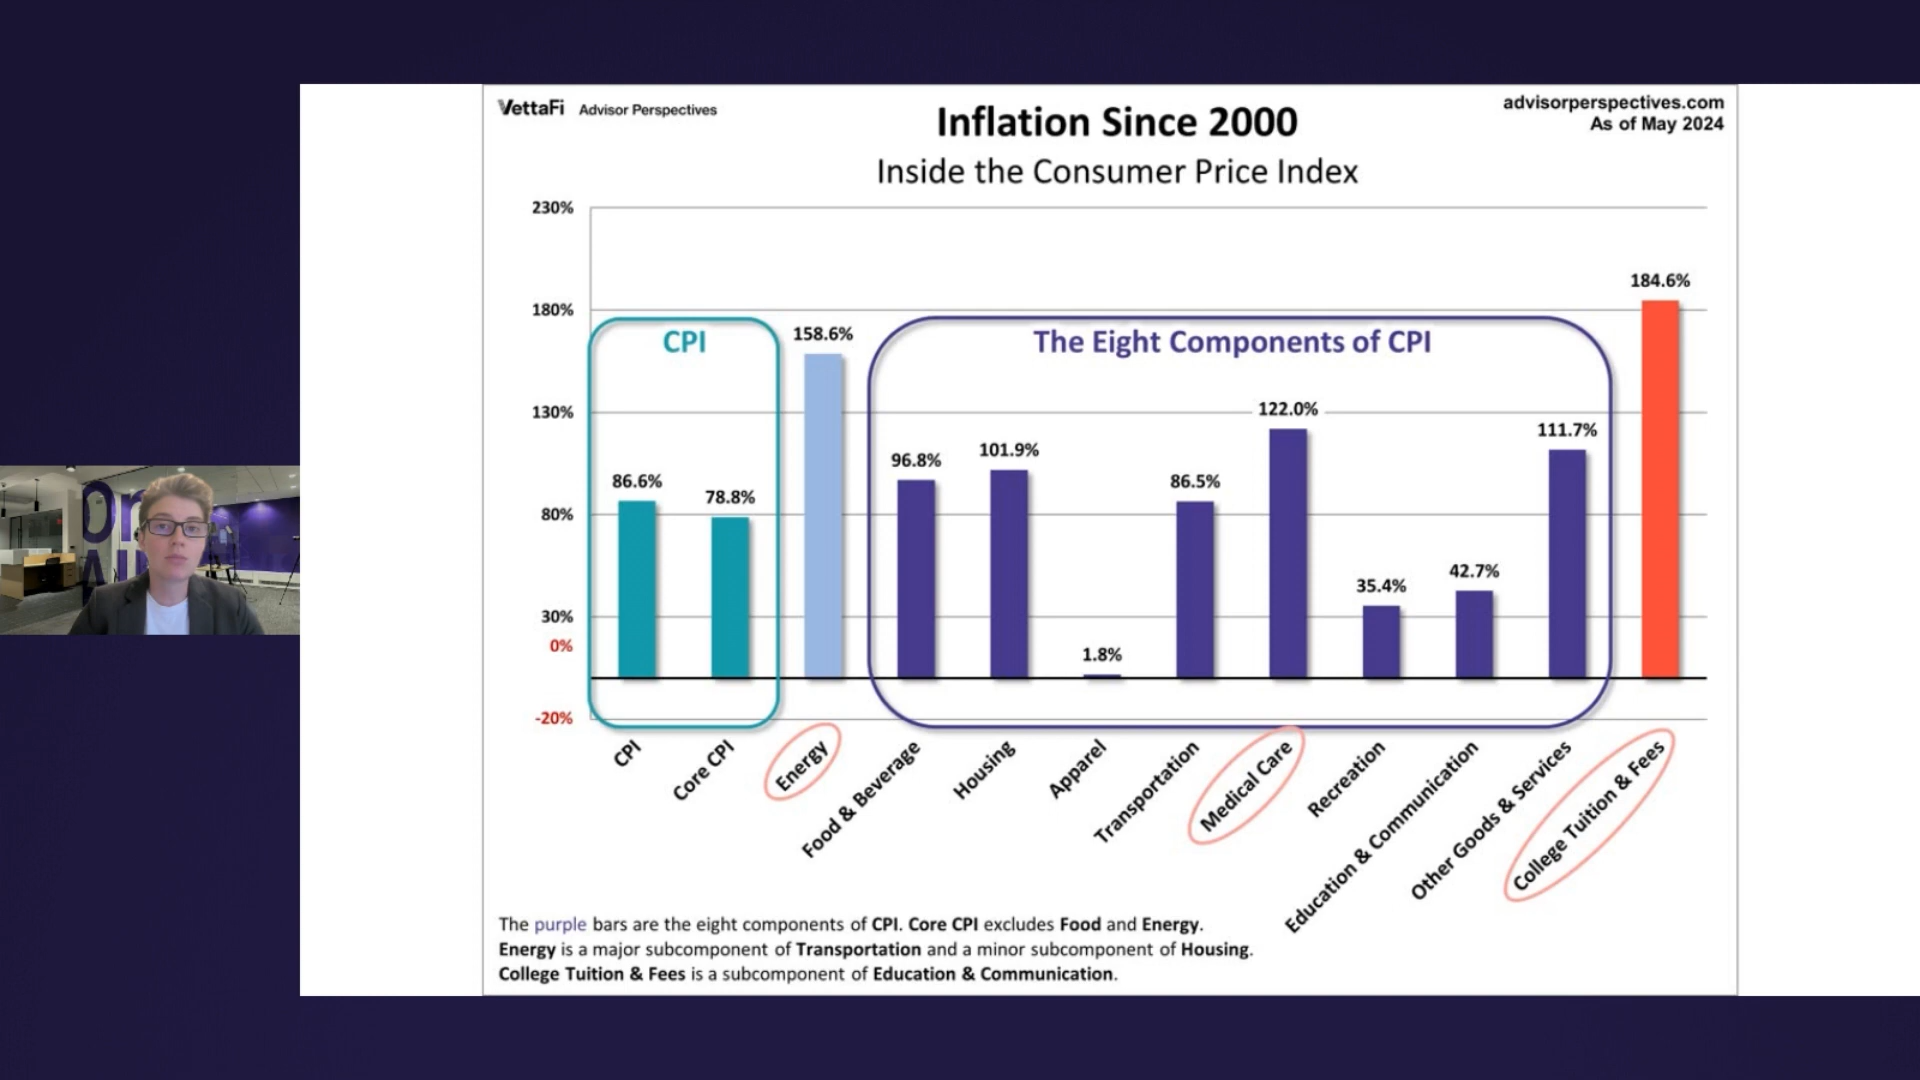 VettaFi Advisor Perspectives
Inflation Since 2000
Inside the Consumer Price Index
advisorperspectives.com
As of May 2024
230%
180%
130%
80%
30%
0%
-20%
CPI
The Eight Components of CPI
86.6%
78.8%
158.6%
96.8%
101.9%
1.8%
86.5%
122.0%
35.4%
42.7%
111.7%
184.6%
CPI
Core CPI
Energy
Food & Beverage
Housing
Apparel
Transportation
Medical Care
Recreation
Education & Communication
Other Goods & Services
College Tuition & Fees
The purple bars are the eight components of CPI. Core CPI excludes Food and Energy.
Energy is a major subcomponent of Transportation and a minor subcomponent of Housing.
College Tuition & Fees is a subcomponent of Education & Communication.